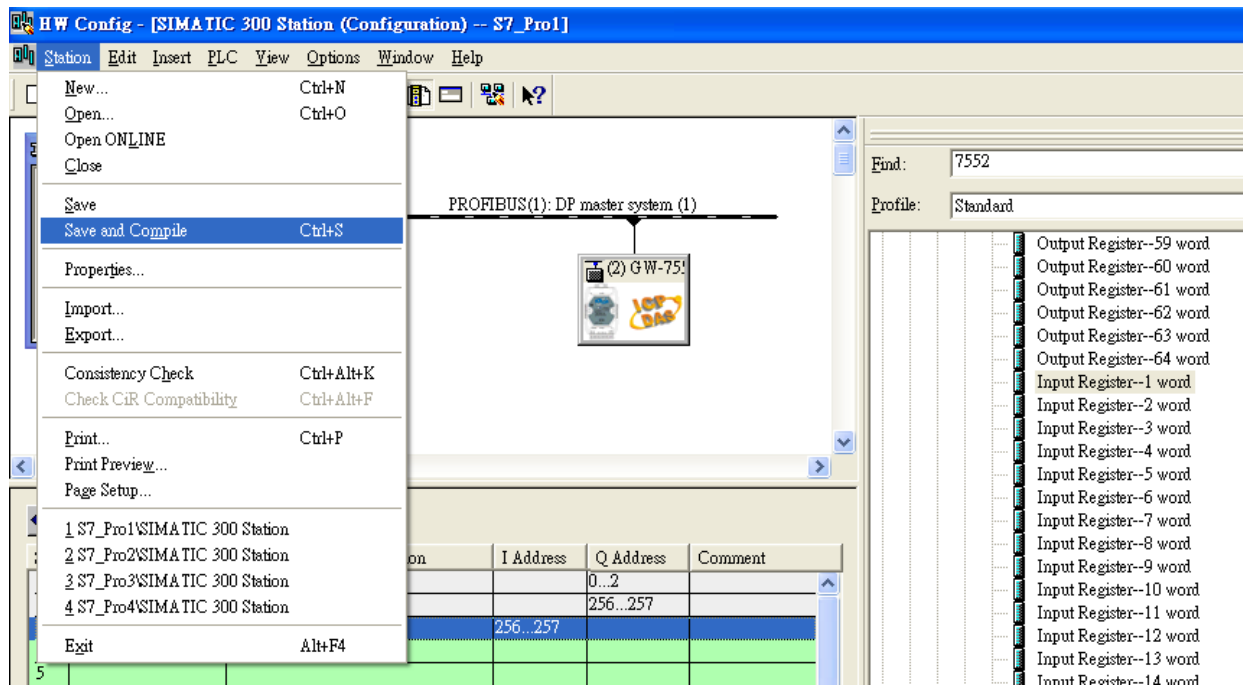 HW Config - [SIMATIC 300 Station (Configuration) -- S7_Pro1]
Station Edit Insert PLC View Options Window Help
New... Ctrl+N
Open... Ctrl+O
Open ONLINE
Close
Save
Save and Compile Ctrl+S
Properties...
Import...
Export...
Consistency Check Ctrl+Alt+K
Check CiR Compatibility Ctrl+Alt+F
Print... Ctrl+P
Print Preview...
Page Setup...
1 S7_Pro1\SIMATIC 300 Station
2 S7_Pro2\SIMATIC 300 Station
3 S7_Pro3\SIMATIC 300 Station
4 S7_Pro4\SIMATIC 300 Station
Exit Alt+F4
PROFIBUS(1): DP master system (1)
(2) GW-755
ICP DAS
on I Address Q Address Comment
0...2
256...257
256...257
5
Find: 7552
Profile: Standard
Output Register--59 word
Output Register--60 word
Output Register--61 word
Output Register--62 word
Output Register--63 word
Output Register--64 word
Input Register--1 word
Input Register--2 word
Input Register--3 word
Input Register--4 word
Input Register--5 word
Input Register--6 word
Input Register--7 word
Input Register--8 word
Input Register--9 word
Input Register--10 word
Input Register--11 word
Input Register--12 word
Input Register--13 word
Input Register--14 word